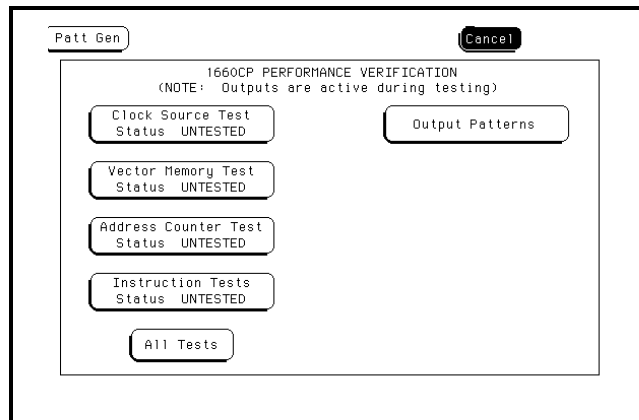 Patt Gen
Cancel
1660CP PERFORMANCE VERIFICATION
(NOTE: Outputs are active during testing)
Clock Source Test
Status UNTESTED
Output Patterns
Vector Memory Test
Status UNTESTED
Address Counter Test
Status UNTESTED
Instruction Tests
Status UNTESTED
All Tests